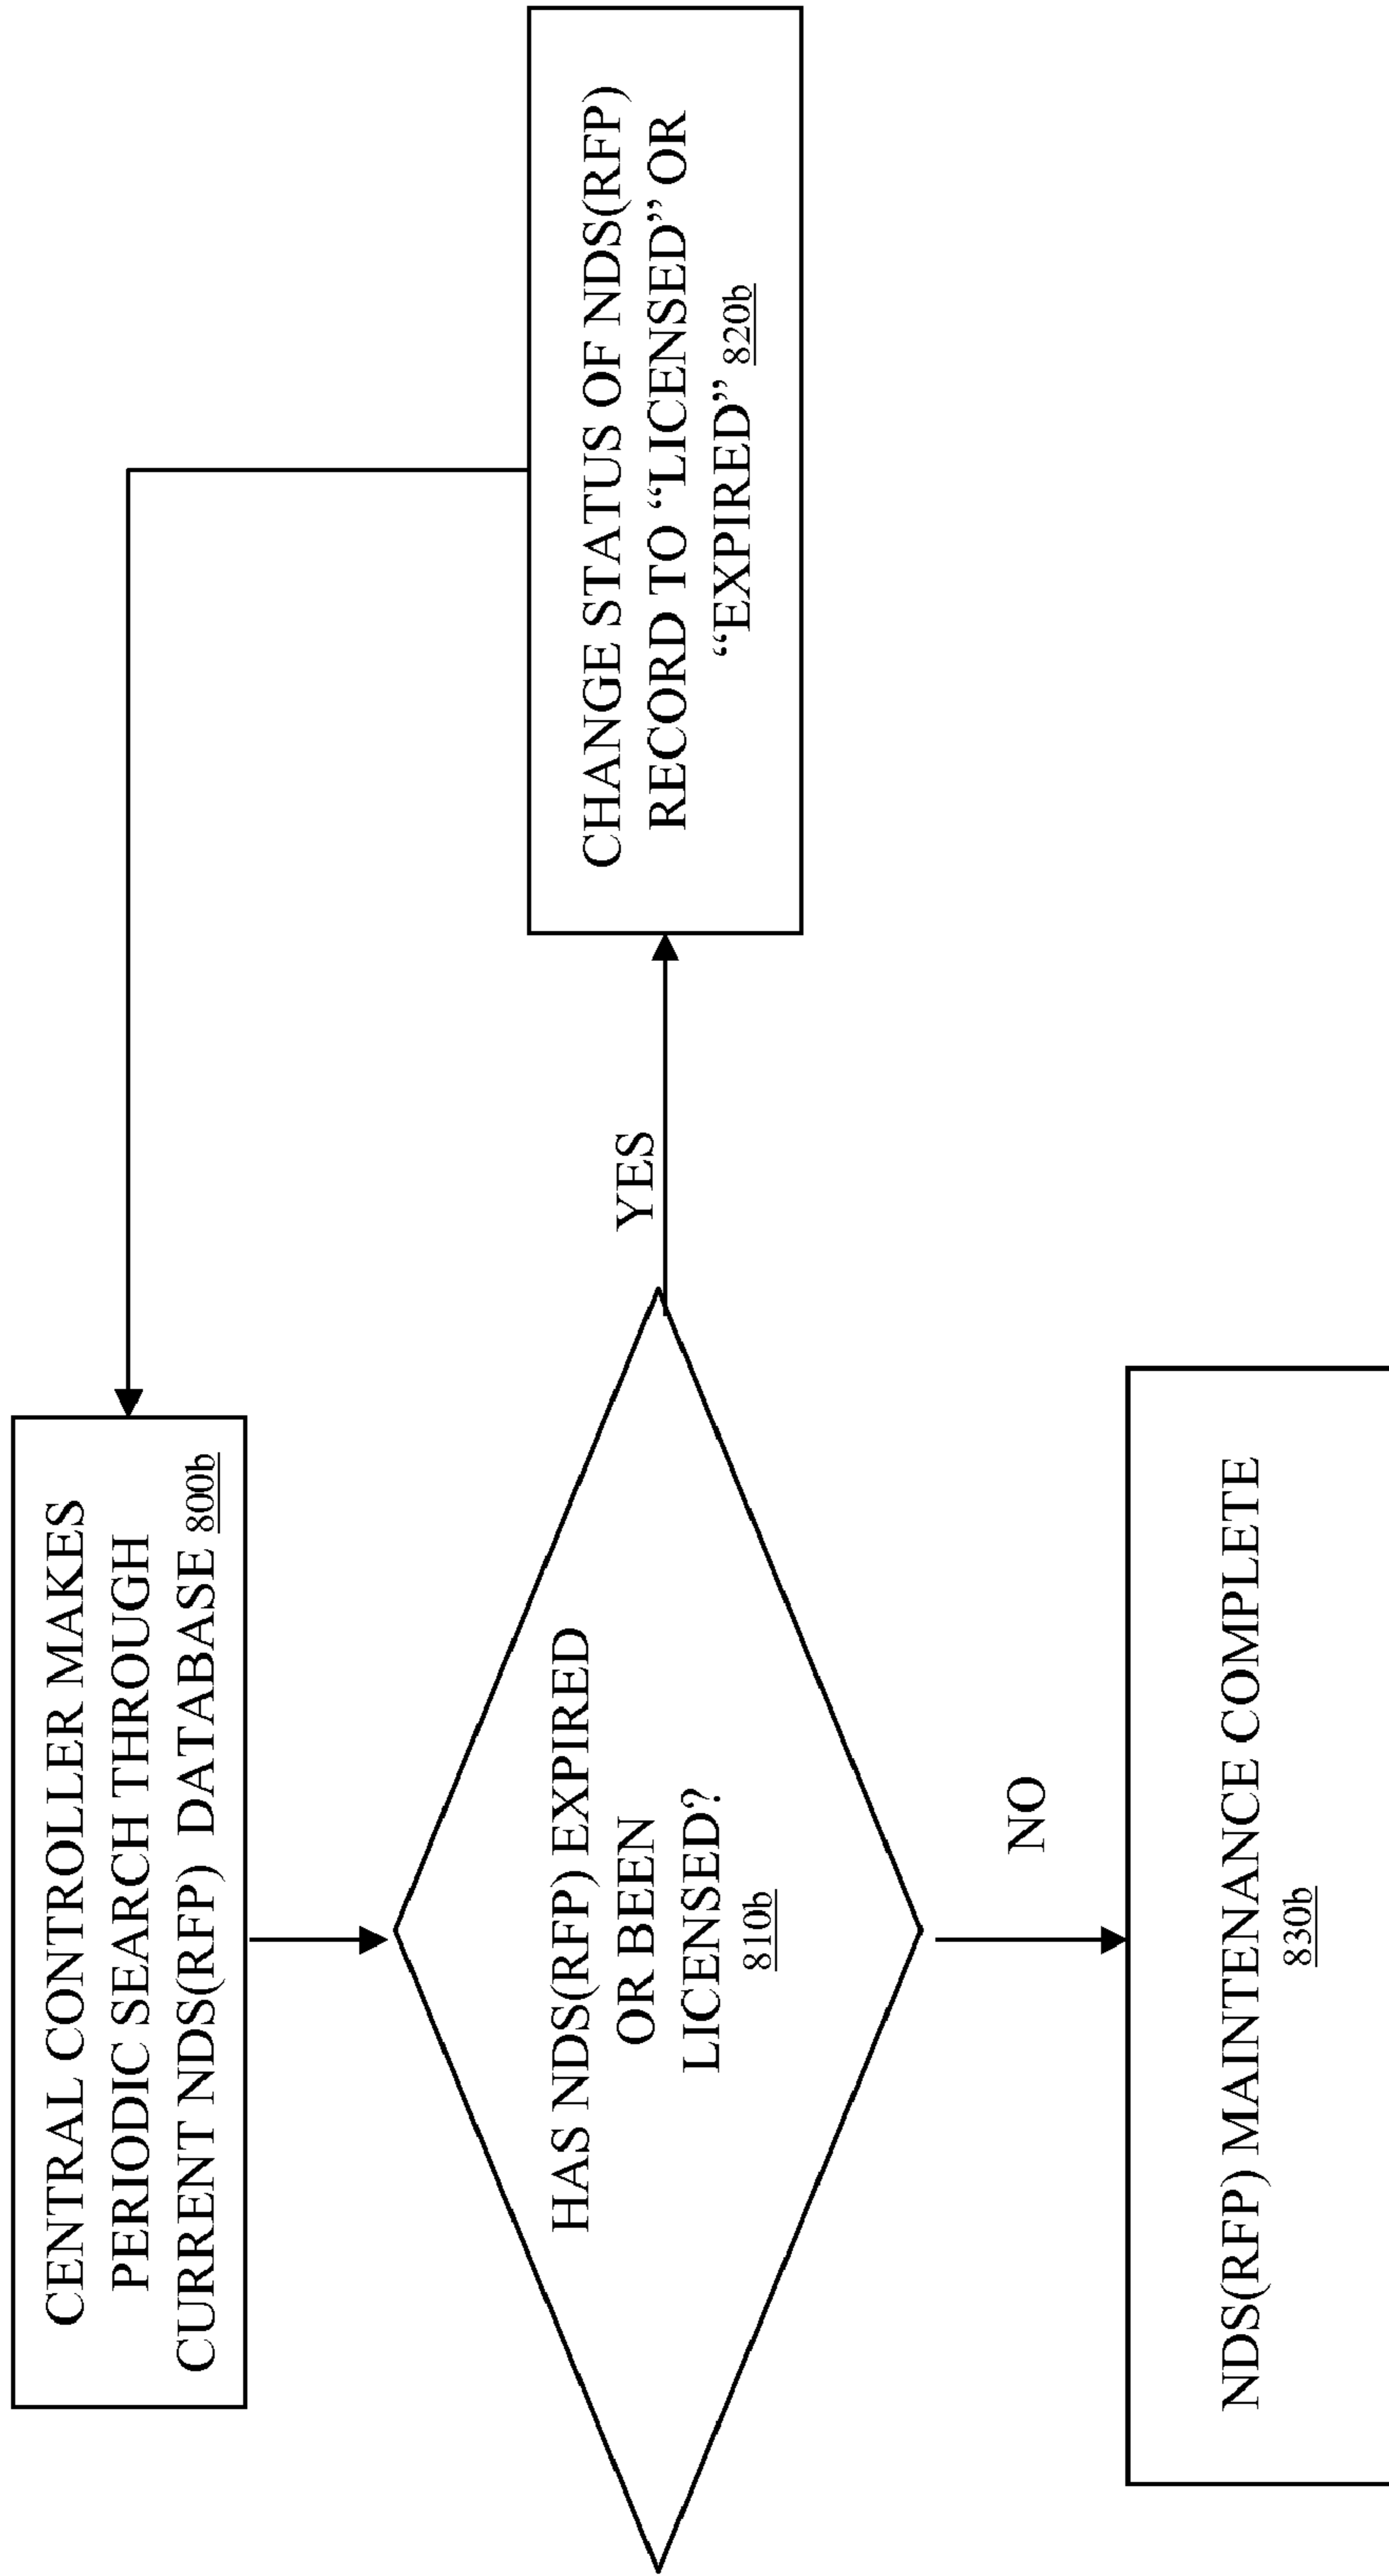 CENTRAL CONTROLLER MAKES
PERIODIC SEARCH THROUGH
CURRENT NDS(RFP) DATABASE 800b
HAS NDS(RFP) EXPIRED
OR BEEN
LICENSED?
810b
YES
CHANGE STATUS OF NDS(RFP)
RECORD TO “LICENSED” OR
“EXPIRED” 820b
NO
NDS(RFP) MAINTENANCE COMPLETE
830b